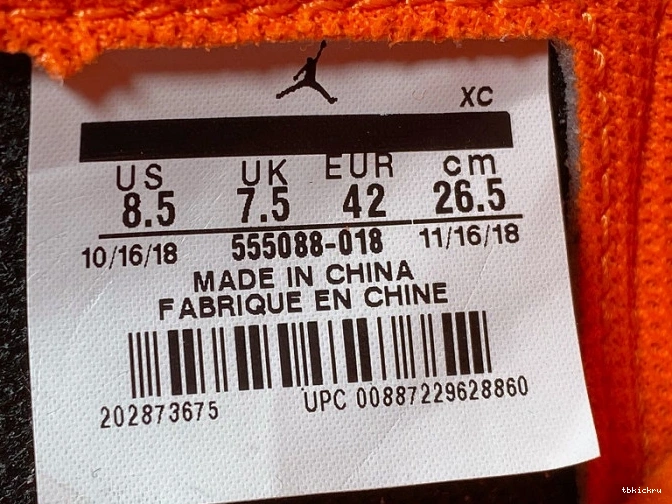 XC
US UK EUR cm
8.5 7.5 42 26.5
10/16/18 555088-018 11/16/18
MADE IN CHINA
FABRIQUE EN CHINE
202873675 UPC 00887229628860
tbkickru